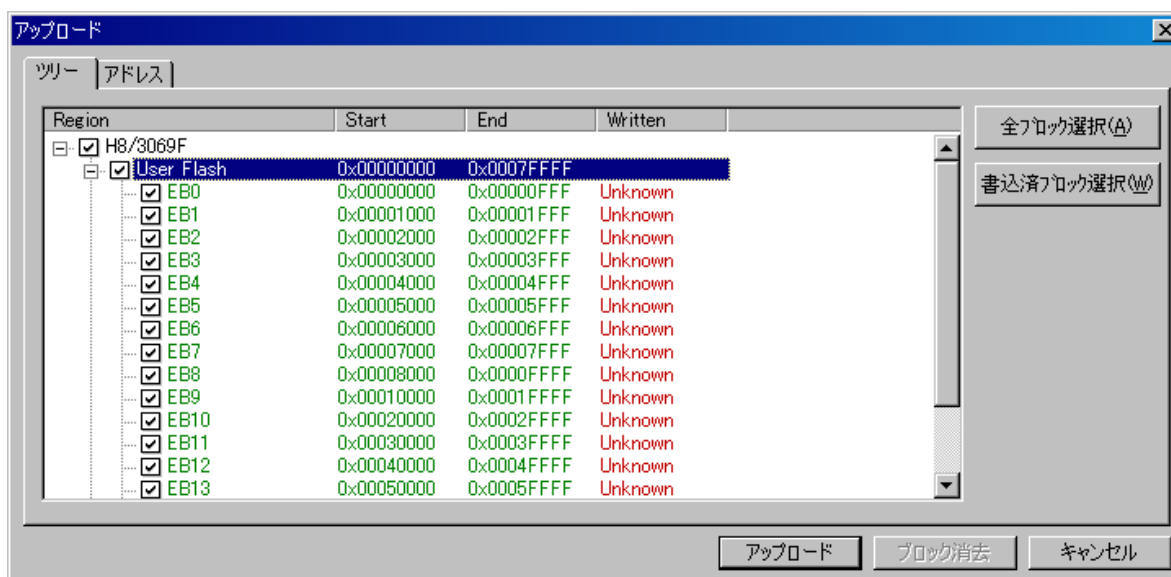 アップロード
ツリー アドレス
Region Start End Written
H8/3069F
User Flash 0x00000000 0x0007FFFF
EB0 0x00000000 0x00000FFF Unknown
EB1 0x00001000 0x00001FFF Unknown
EB2 0x00002000 0x00002FFF Unknown
EB3 0x00003000 0x00003FFF Unknown
EB4 0x00004000 0x00004FFF Unknown
EB5 0x00005000 0x00005FFF Unknown
EB6 0x00006000 0x00006FFF Unknown
EB7 0x00007000 0x00007FFF Unknown
EB8 0x00008000 0x0000FFFF Unknown
EB9 0x00010000 0x0001FFFF Unknown
EB10 0x00020000 0x0002FFFF Unknown
EB11 0x00030000 0x0003FFFF Unknown
EB12 0x00040000 0x0004FFFF Unknown
EB13 0x00050000 0x0005FFFF Unknown
全ブロック選択(A)
書込済ブロック選択(W)
アップロード ブロック消去 キャンセル